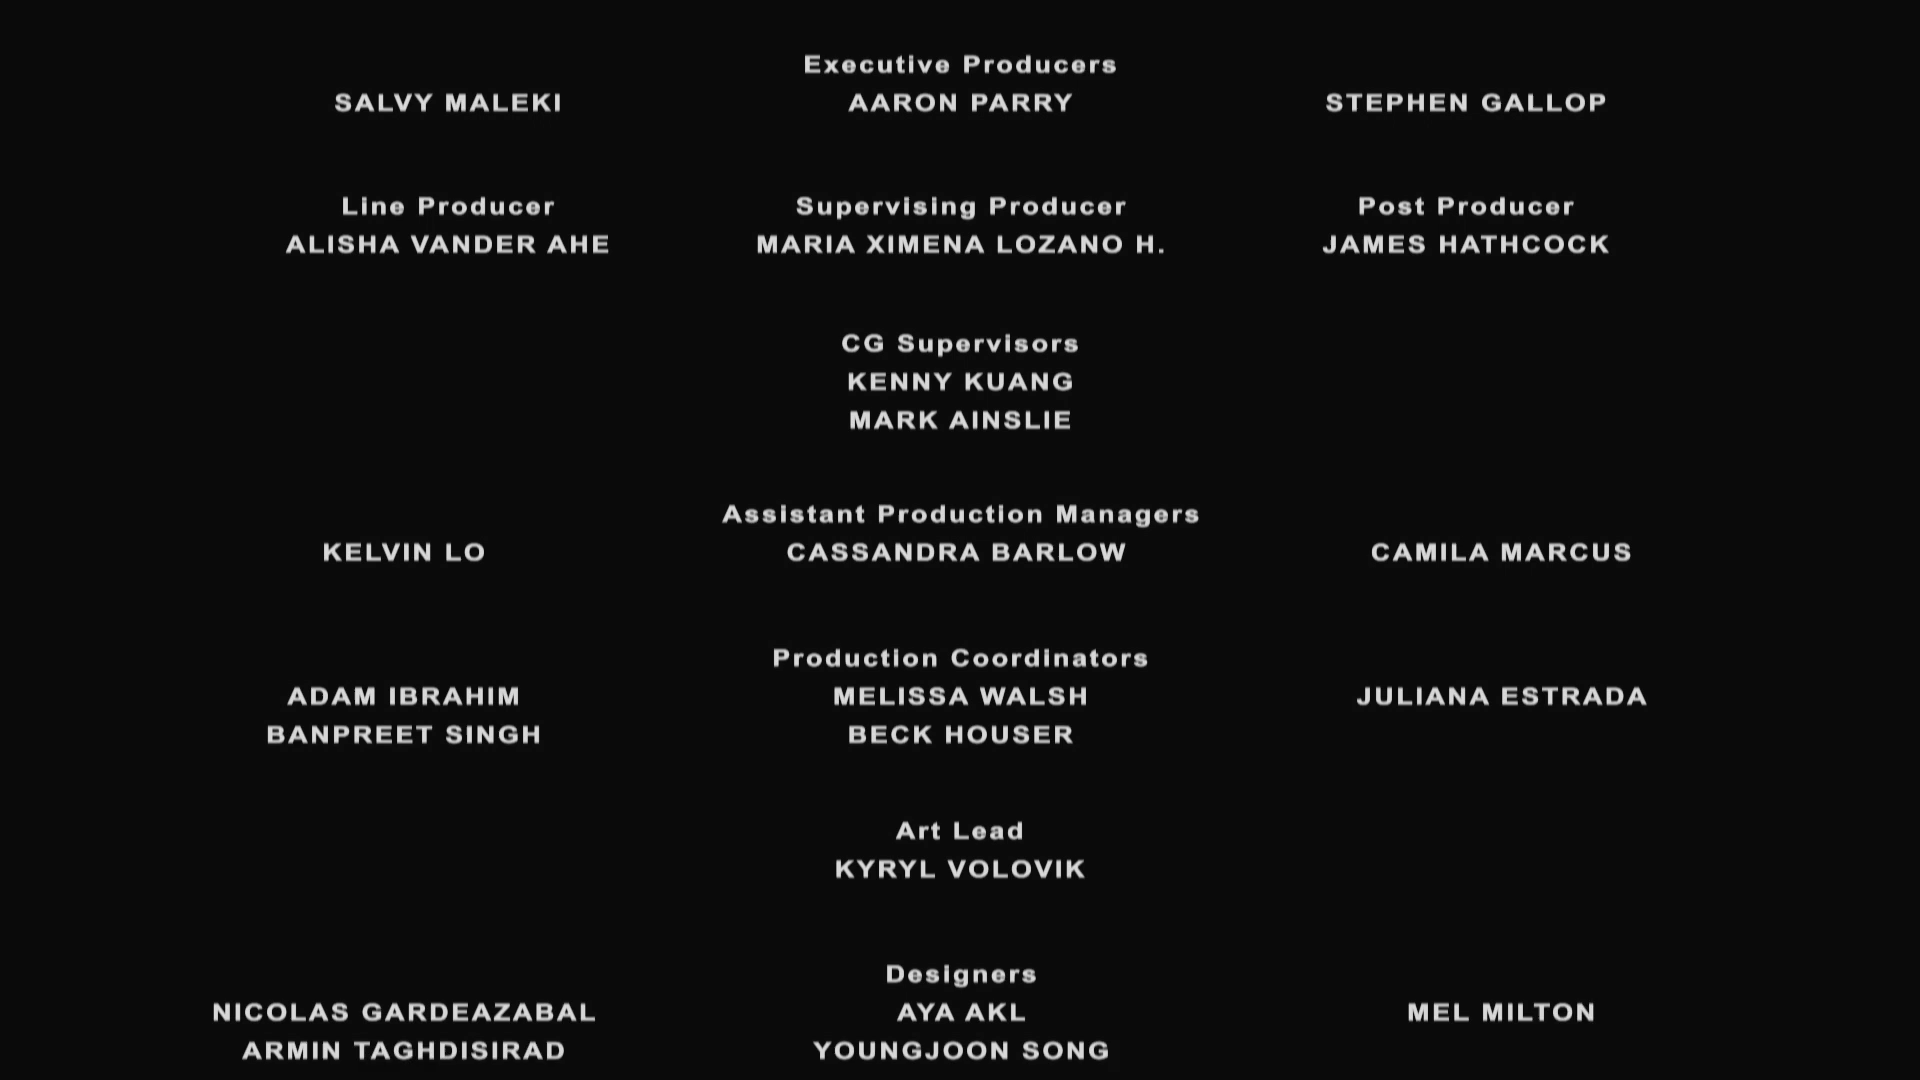 Executive Producers
SALVY MALEKI AARON PARRY STEPHEN GALLOP
Line Producer Supervising Producer Post Producer
ALISHA VANDER AHE MARIA XIMENA LOZANO H. JAMES HATHCOCK
CG Supervisors
KENNY KUANG
MARK AINSLIE
Assistant Production Managers
KELVIN LO CASSANDRA BARLOW CAMILA MARCUS
Production Coordinators
ADAM IBRAHIM MELISSA WALSH JULIANA ESTRADA
BANPREET SINGH BECK HOUSER
Art Lead
KYRYL VOLOVIK
Designers
NICOLAS GARDEAZABAL AYA AKL MEL MILTON
ARMIN TAGHDISIRAD YOUNGJOON SONG